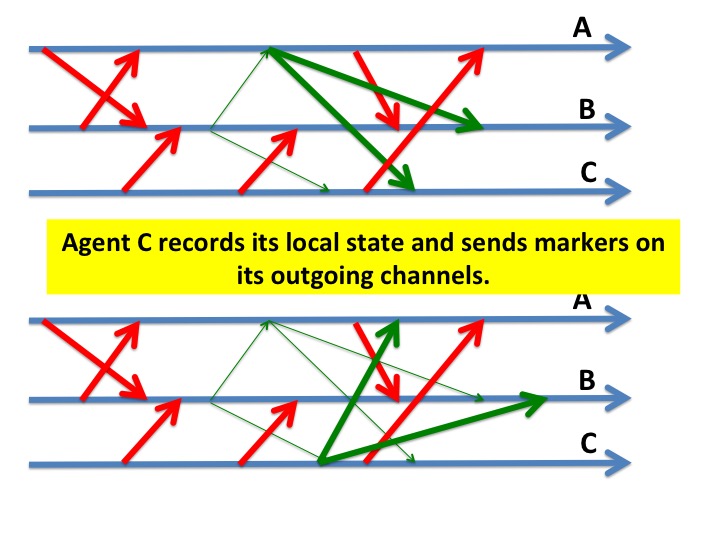 A
B
C
Agent C records its local state and sends markers on
its outgoing channels.
A
B
C